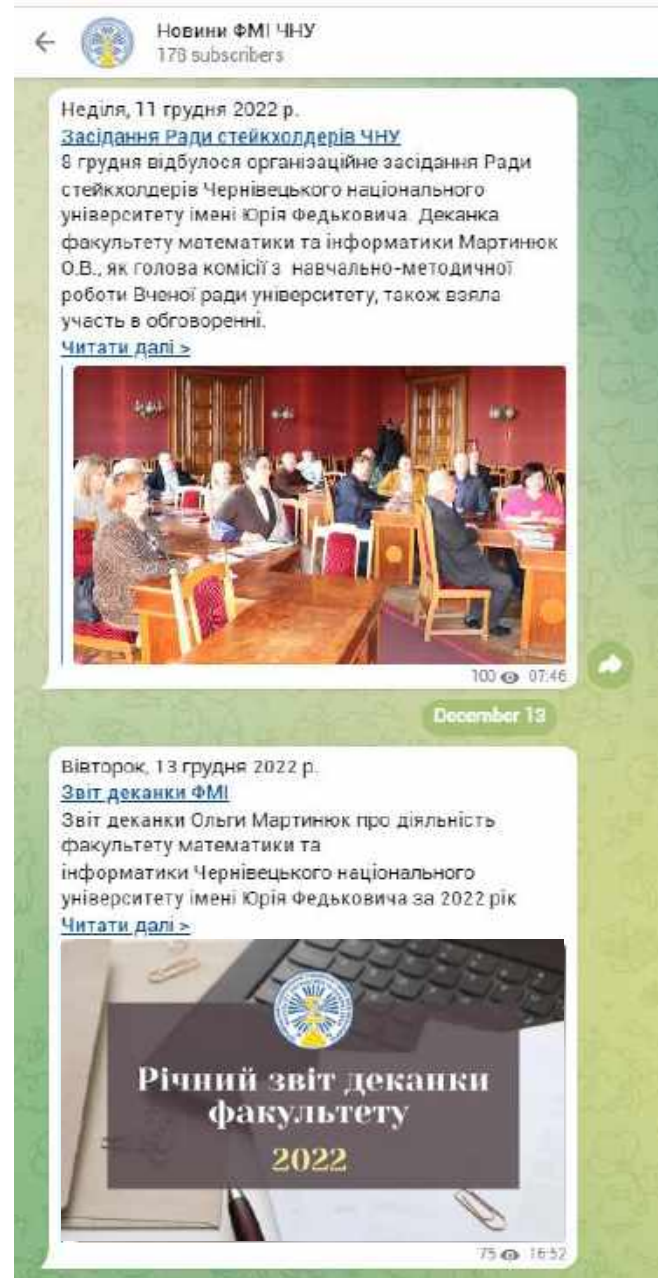 Новини ФМІ ЧНУ
178 subscribers
Неділя, 11 грудня 2022 р.
Засідання Ради стейкхолдерів ЧНУ
8 грудня відбулося організаційне засідання Ради
стейкхолдерів Чернівецького національного
університету імені Юрія Федьковича. Деканка
факультету математики та інформатики Мартинюк
О.В., як голова комісії з навчально-методичної
роботи Вченої ради університету, також взяла
участь в обговоренні.
Читати далі >
100 07:46
December 13
Вівторок, 13 грудня 2022 р.
Звіт деканки ФМІ
Звіт деканки Ольги Мартинюк про діяльність
факультету математики та
інформатики Чернівецького національного
університету імені Юрія Федьковича за 2022 рік
Читати далі >
Річний звіт деканки
факультету
2022
75 16:52